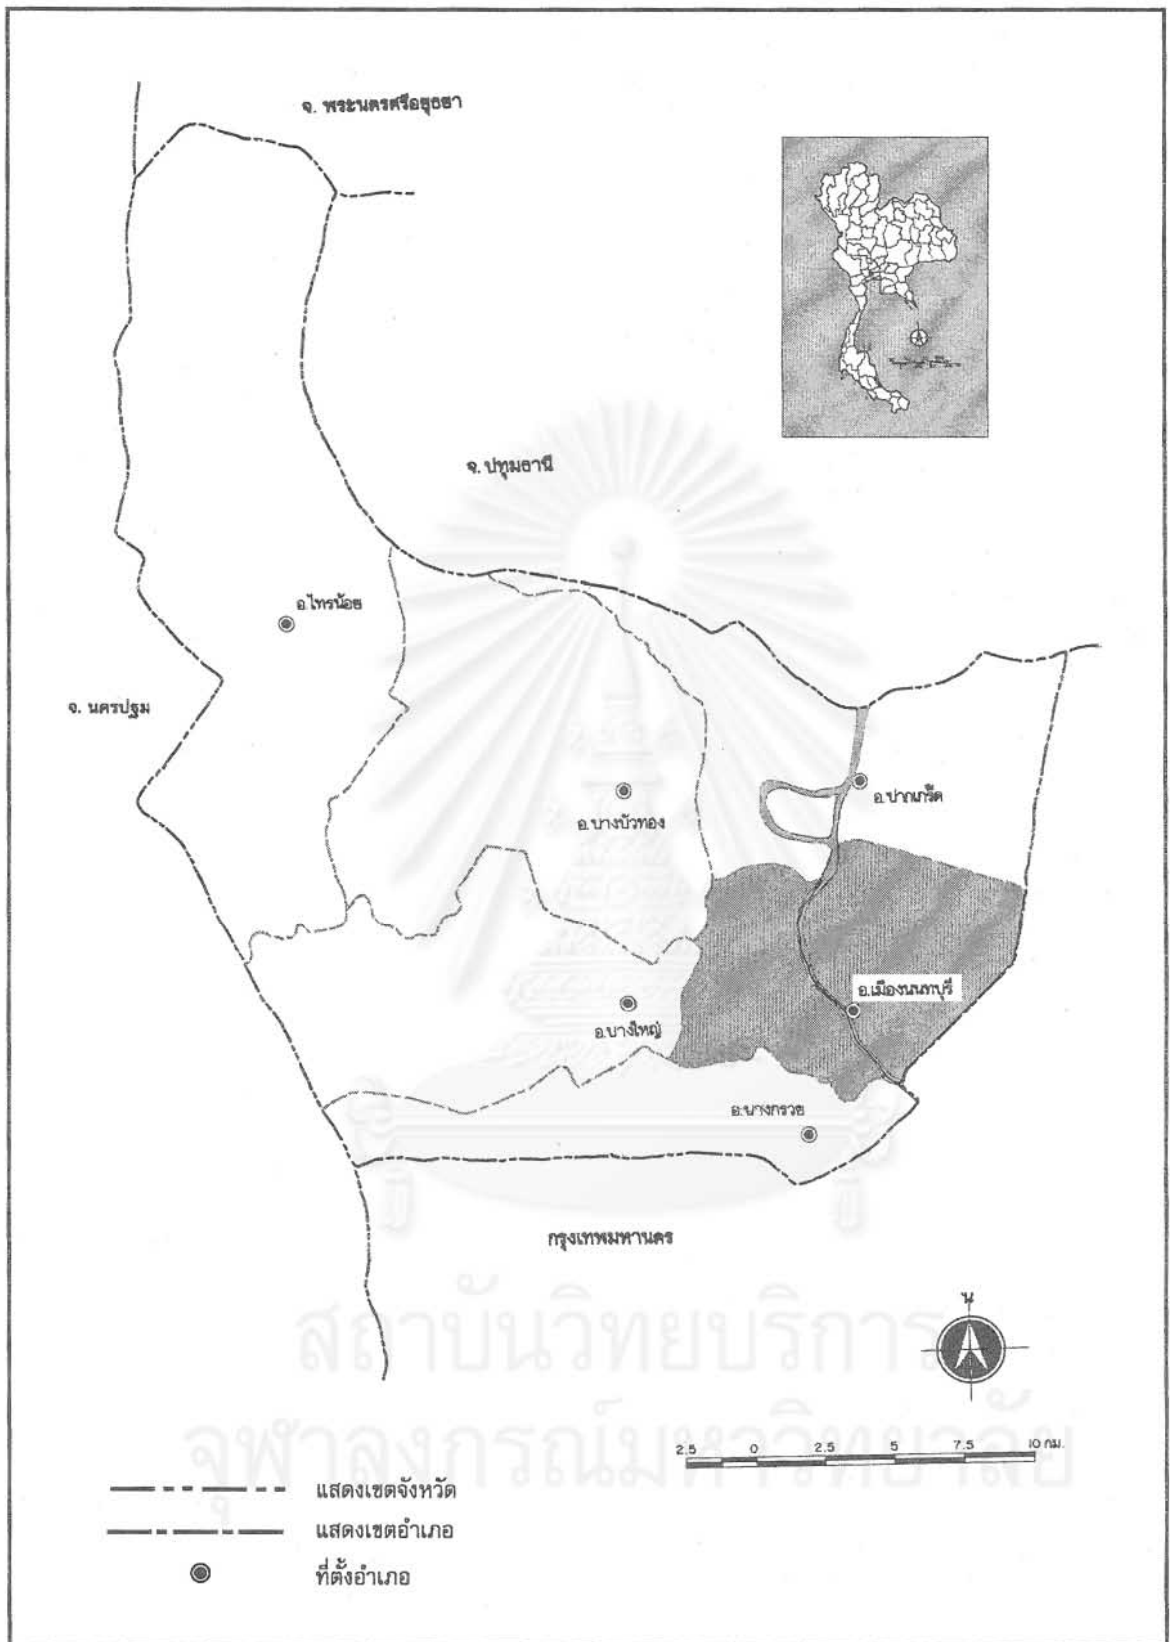 จ. พระนครศรีอยุธยา
จ. ปทุมธานี
อ.ไทรน้อย
จ. นครปฐม
อ.ปากเกร็ด
อ.บางบัวทอง
อ.เมืองนนทบุรี
อ.บางใหญ่
อ.บางกรวย
กรุงเทพมหานคร
น
สถาบันวิทยบริการ
จุฬาลงกรณ์มหาวิทยาลัย
2.5 0 2.5 5 7.5 10 กม.
แสดงเขตจังหวัด
แสดงเขตอำเภอ
ที่ตั้งอำเภอ